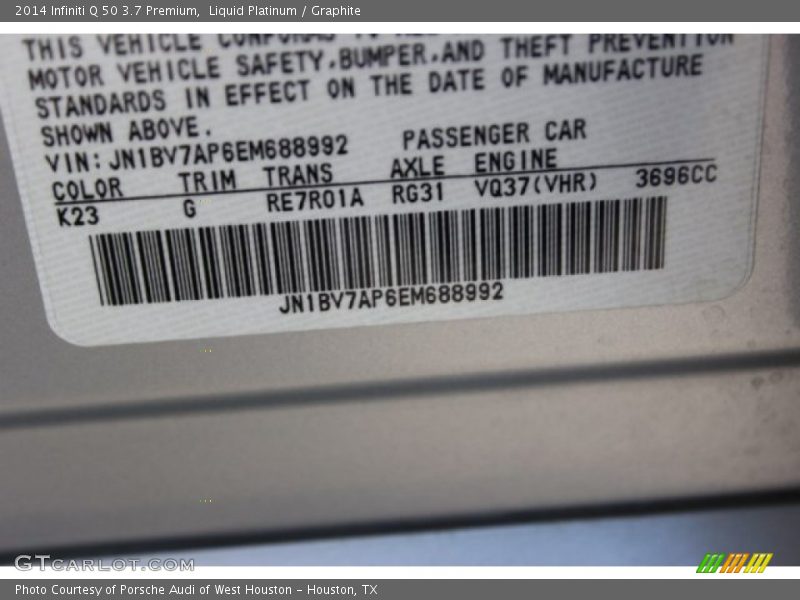 2014 Infiniti Q 50 3.7 Premium,  Liquid Platinum / Graphite
THIS VEHICLE CONFORMS TO
MOTOR VEHICLE SAFETY,BUMPER,AND THEFT PREVENTION
STANDARDS IN EFFECT ON THE DATE OF MANUFACTURE
SHOWN ABOVE.
VIN: JN1BV7AP6EM688992 PASSENGER CAR
COLOR TRIM TRANS AXLE ENGINE
K23 G RE7R01A RG31 VQ37(VHR) 3696CC
JN1BV7AP6EM688992
GTCARLOT.COM
Photo Courtesy of Porsche Audi of West Houston - Houston, TX